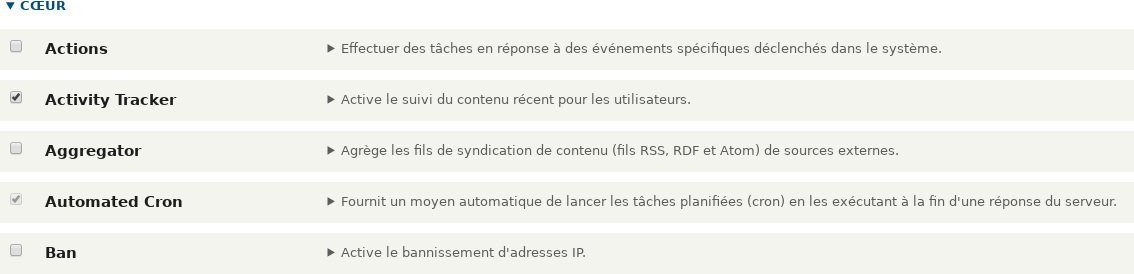 CŒUR
Actions Effectuer des tâches en réponse à des événements spécifiques déclenchés dans le système.
Activity Tracker Active le suivi du contenu récent pour les utilisateurs.
Aggregator Agrège les fils de syndication de contenu (fils RSS, RDF et Atom) de sources externes.
Automated Cron Fournit un moyen automatique de lancer les tâches planifiées (cron) en les exécutant à la fin d'une réponse du serveur.
Ban Active le bannissement d'adresses IP.